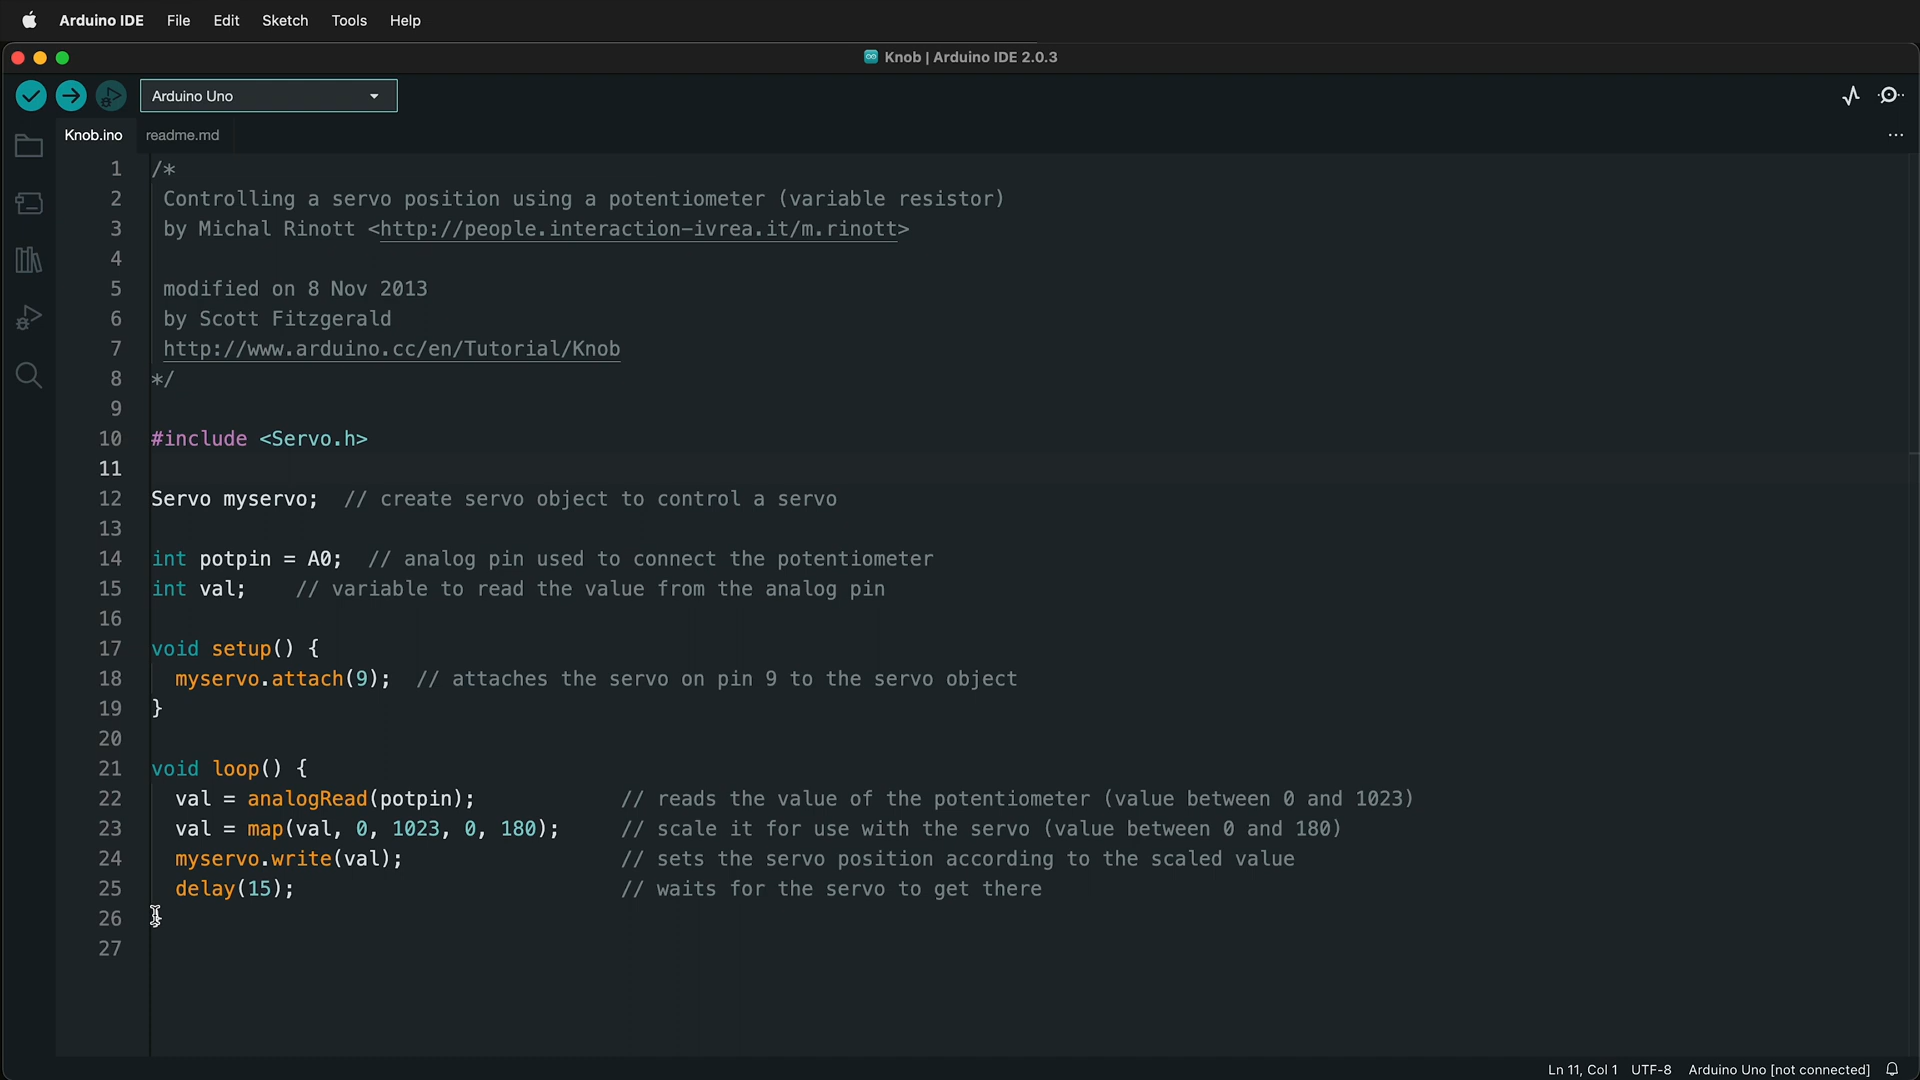 Arduino IDE File Edit Sketch Tools Help
Knob | Arduino IDE 2.0.3
Arduino Uno
Knob.ino readme.md
1 /*
2 Controlling a servo position using a potentiometer (variable resistor)
3 by Michal Rinott <http://people.interaction-ivrea.it/m.rinott>
4
5 modified on 8 Nov 2013
6 by Scott Fitzgerald
7 http://www.arduino.cc/en/Tutorial/Knob
8 */
9
10 #include <Servo.h>
11
12 Servo myservo;  // create servo object to control a servo
13
14 int potpin = A0;  // analog pin used to connect the potentiometer
15 int val;    // variable to read the value from the analog pin
16
17 void setup() {
18   myservo.attach(9);  // attaches the servo on pin 9 to the servo object
19 }
20
21 void loop() {
22   val = analogRead(potpin);            // reads the value of the potentiometer (value between 0 and 1023)
23   val = map(val, 0, 1023, 0, 180);     // scale it for use with the servo (value between 0 and 180)
24   myservo.write(val);                  // sets the servo position according to the scaled value
25   delay(15);                           // waits for the servo to get there
26
27
Ln 11, Col 1 UTF-8 Arduino Uno [not connected]